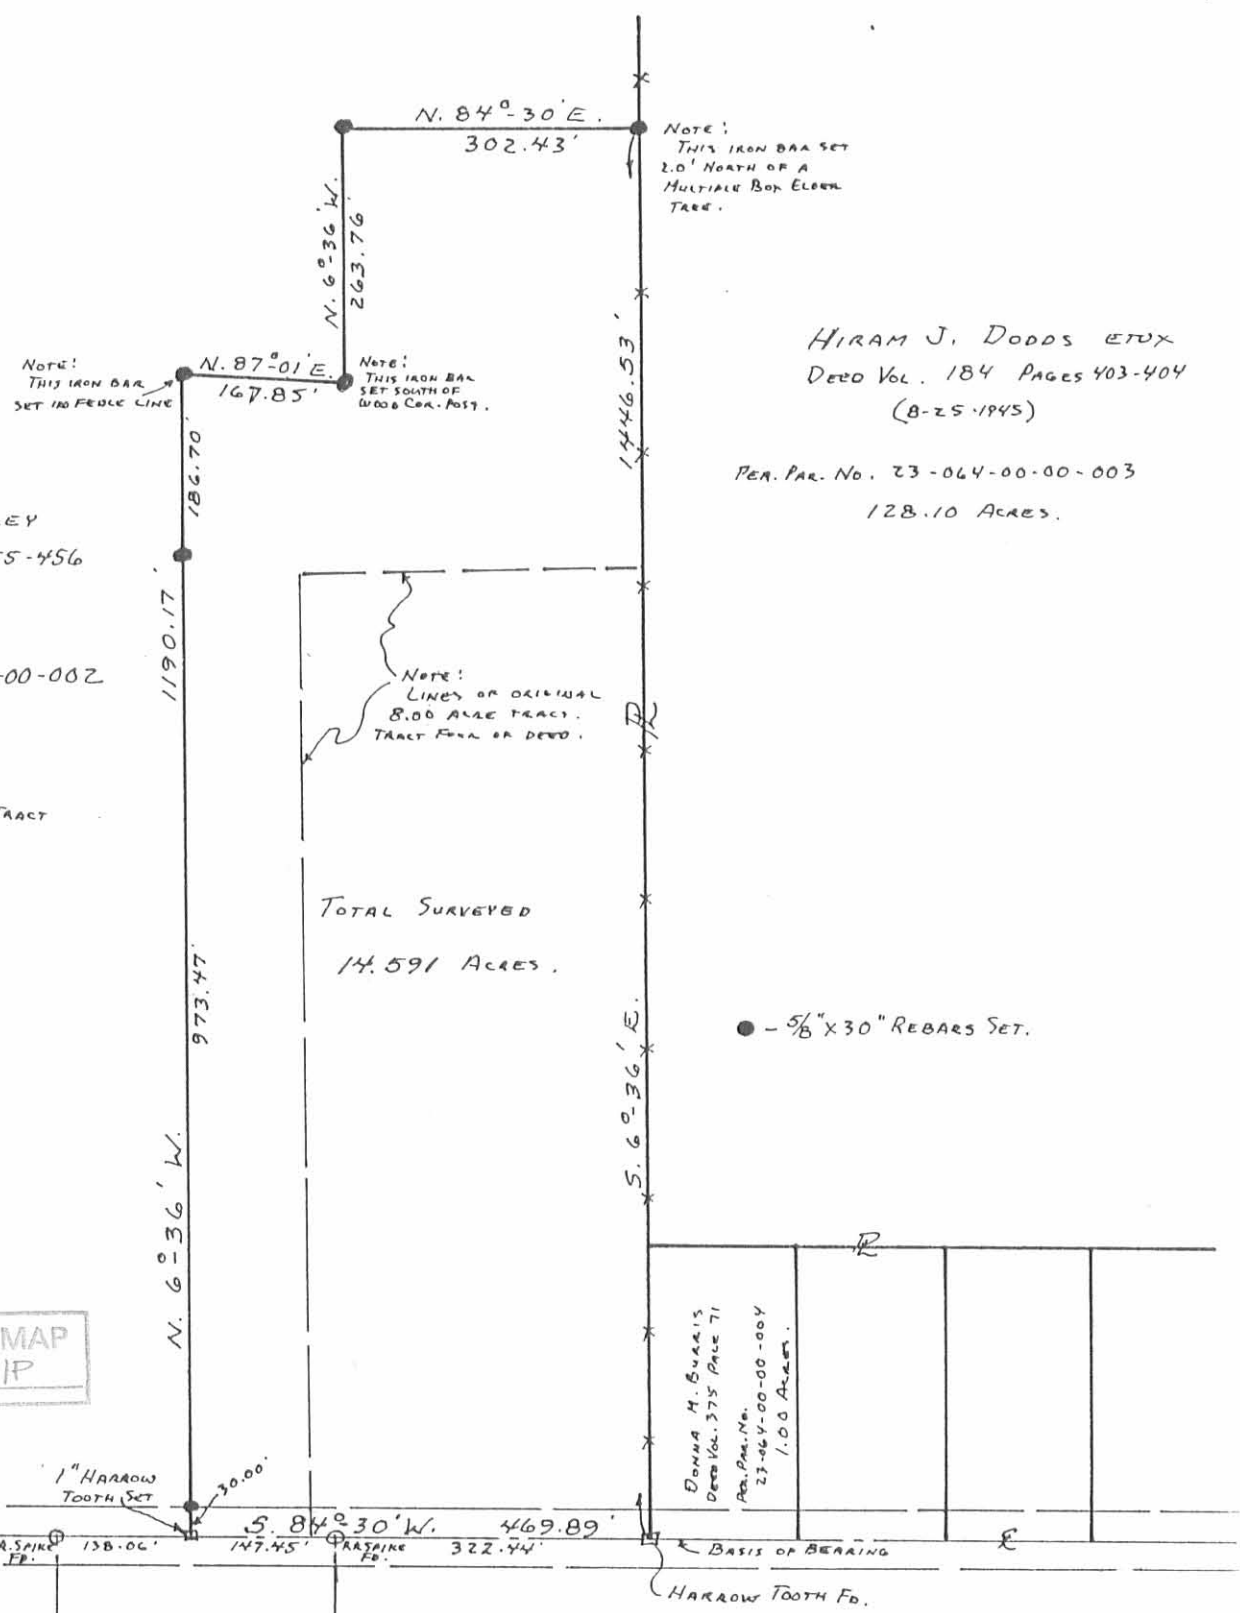 N. 84°-30' E.
302.43'
NOTE:
THIS IRON BAR SET
2.0' NORTH OF A
MULTIPLE BOX ELDER
TREE.
N. 6°-36' W.
263.76'
HIRAM J. DODDS ETUX
DEED VOL. 184 PAGES 403-404
(8-25-1945)
PER. PAR. NO. 23-064-00-00-003
128.10 ACRES.
NOTE:
THIS IRON BAR
SET IN FENCE LINE
N. 87°-01' E.
167.85'
NOTE:
THIS IRON BAR
SET SOUTH OF
WOOD COR. POST.
1446.53'
186.70'
EY
5-456
1190.17'
-00-002
NOTE:
LINES OF ORIGINAL
8.00 ACRE TRACT.
TRACT FOUR OF DEED.
PL
TRACT
TOTAL SURVEYED
14.591 ACRES.
973.47'
- 5/8" X 30" REBARS SET.
S. 6°-36' E.
N. 6°-36' W.
PL
MAP
IP
DONNA M. BURRIS
DEED VOL. 375 PAGE 71
PER. PAR. NO.
23-064-00-00-004
1.00 ACRES.
1" HARROW
TOOTH SET
30.00'
S. 84°-30' W. 469.89'
R.SPIKE
FD.
138.06'
147.45'
RR SPIKE
FD.
322.44'
BASIS OF BEARING
CL
HARROW TOOTH FD.